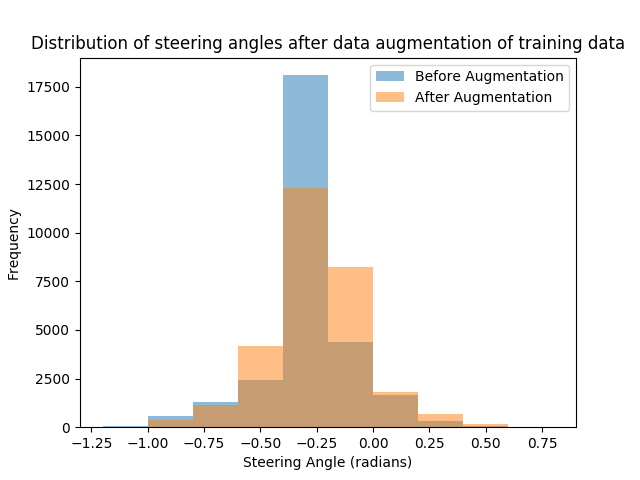 Distribution of steering angles after data augmentation of training data
Before Augmentation
After Augmentation
17500
15000
12500
10000
7500
5000
2500
0
Frequency
−1.25 −1.00 −0.75 −0.50 −0.25 0.00 0.25 0.50 0.75
Steering Angle (radians)